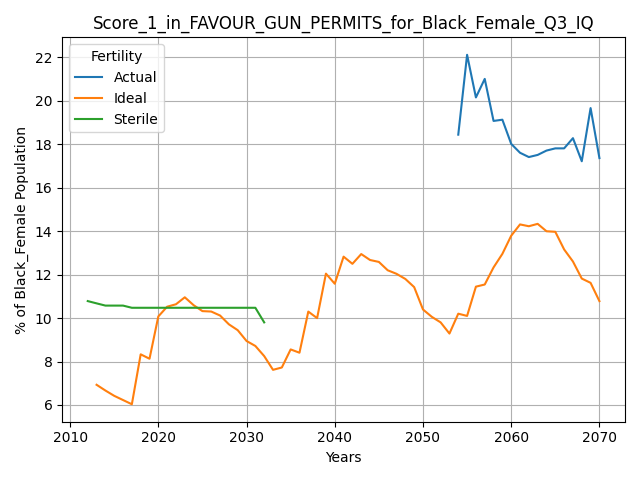 Score_1_in_FAVOUR_GUN_PERMITS_for_Black_Female_Q3_IQ
Fertility
Actual
Ideal
Sterile
% of Black_Female Population
22
20
18
16
14
12
10
8
6
2010 2020 2030 2040 2050 2060 2070
Years